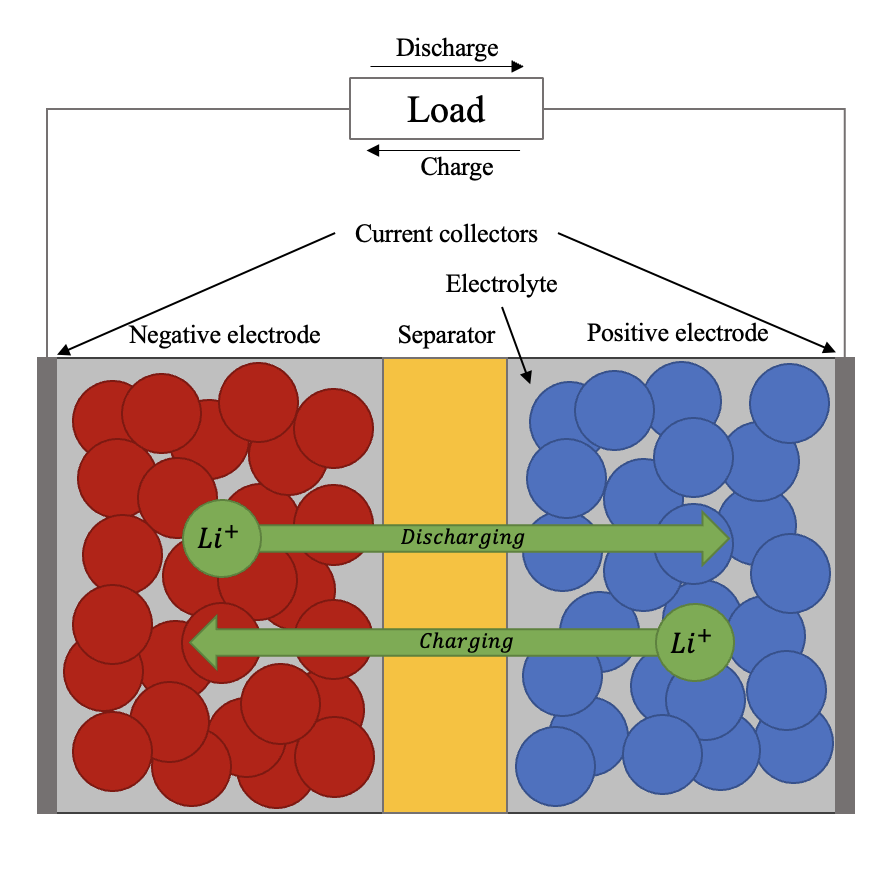 Discharge
Load
Charge
Current collectors
Electrolyte
Negative electrode
Separator
Positive electrode
Li⁺
Discharging
Charging
Li⁺